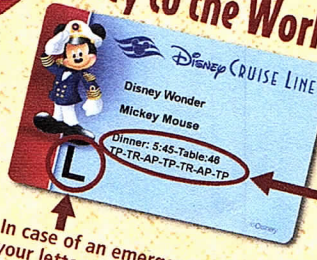 y to the Worl
Disney CRUISE LINE
Disney Wonder
Mickey Mouse
Dinner: 5:45-Table:46
TP-TR-AP-TP-TR-AP-TP
L
©Disney
In case of an emerg
your lette